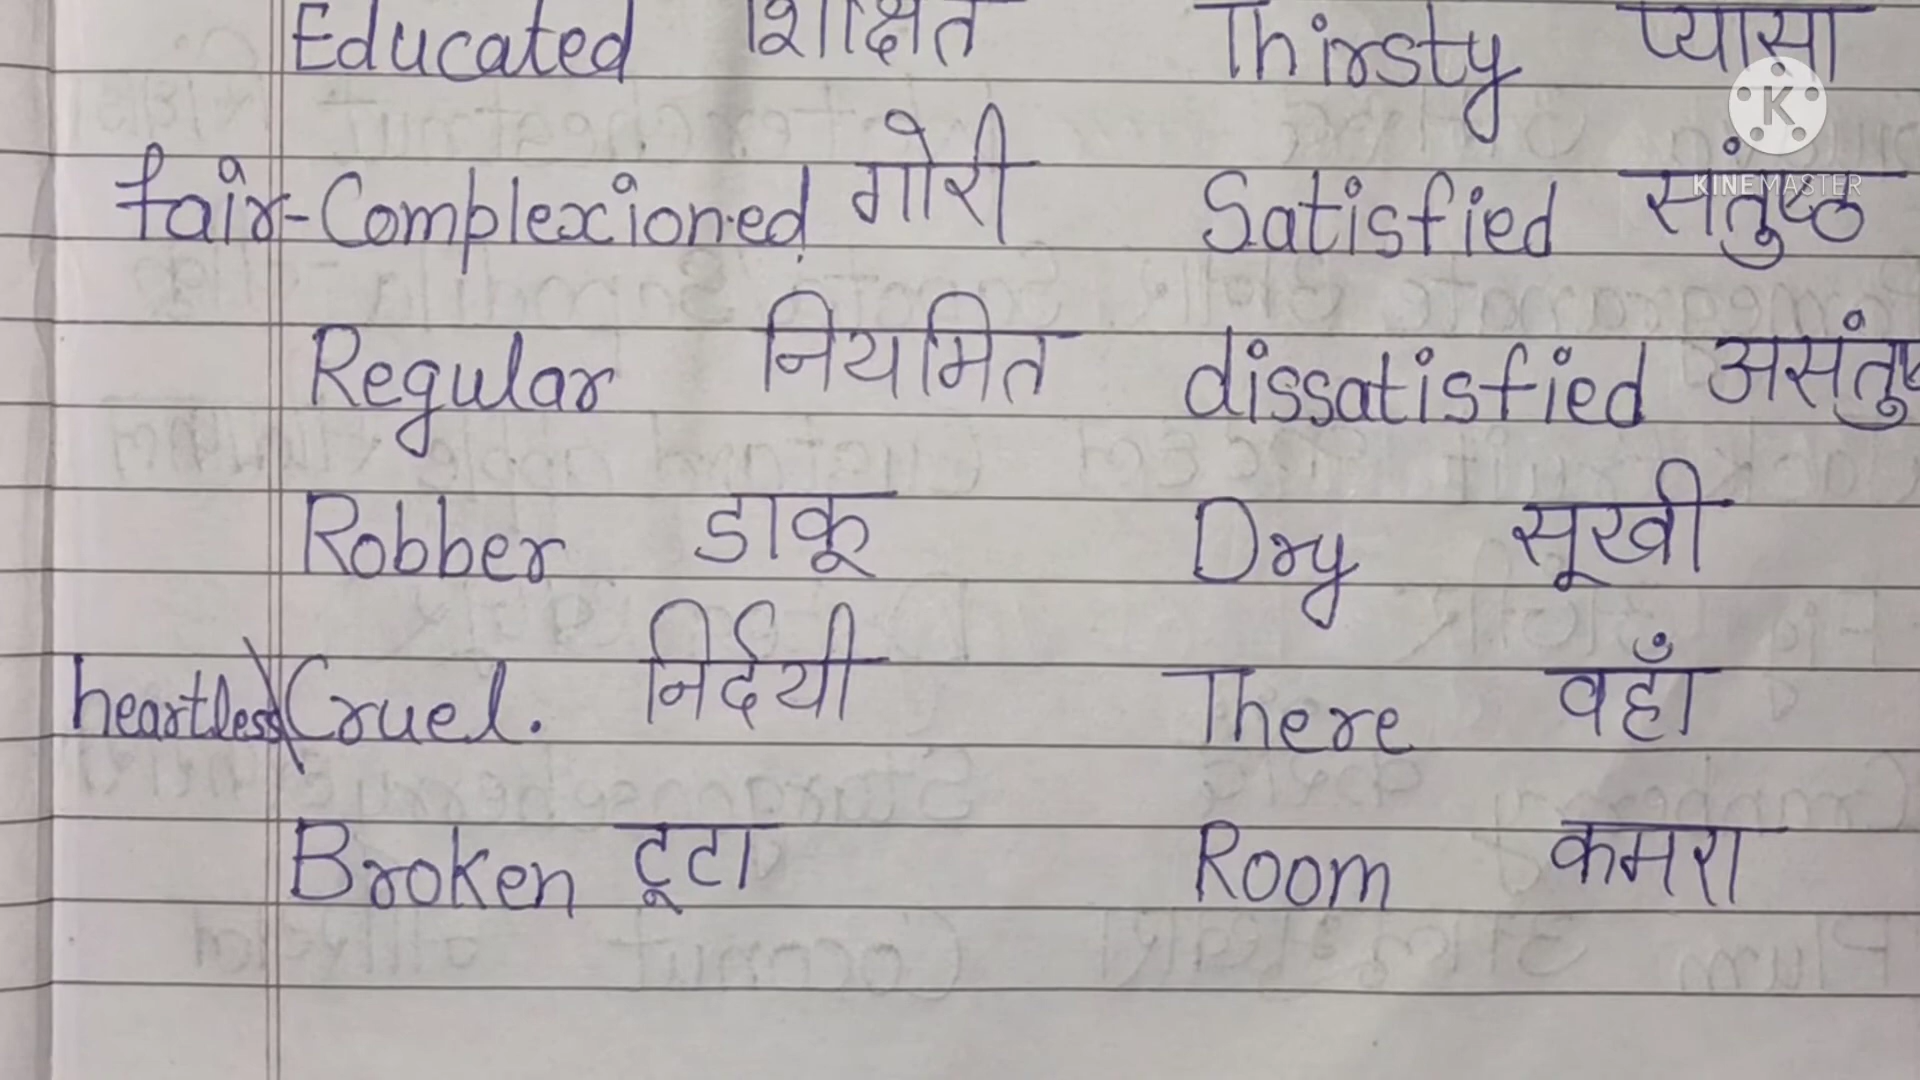 Educated शिक्षित Thirsty प्यासा
fair-Complexioned गोरी Satisfied संतुष्ठ
Regular नियमित dissatisfied असंतुष
Robber डाकू Dry सूखी
heartless\Cruel. निर्दयी There वहाँ
Broken टूटा Room कमरा
KINEMASTER